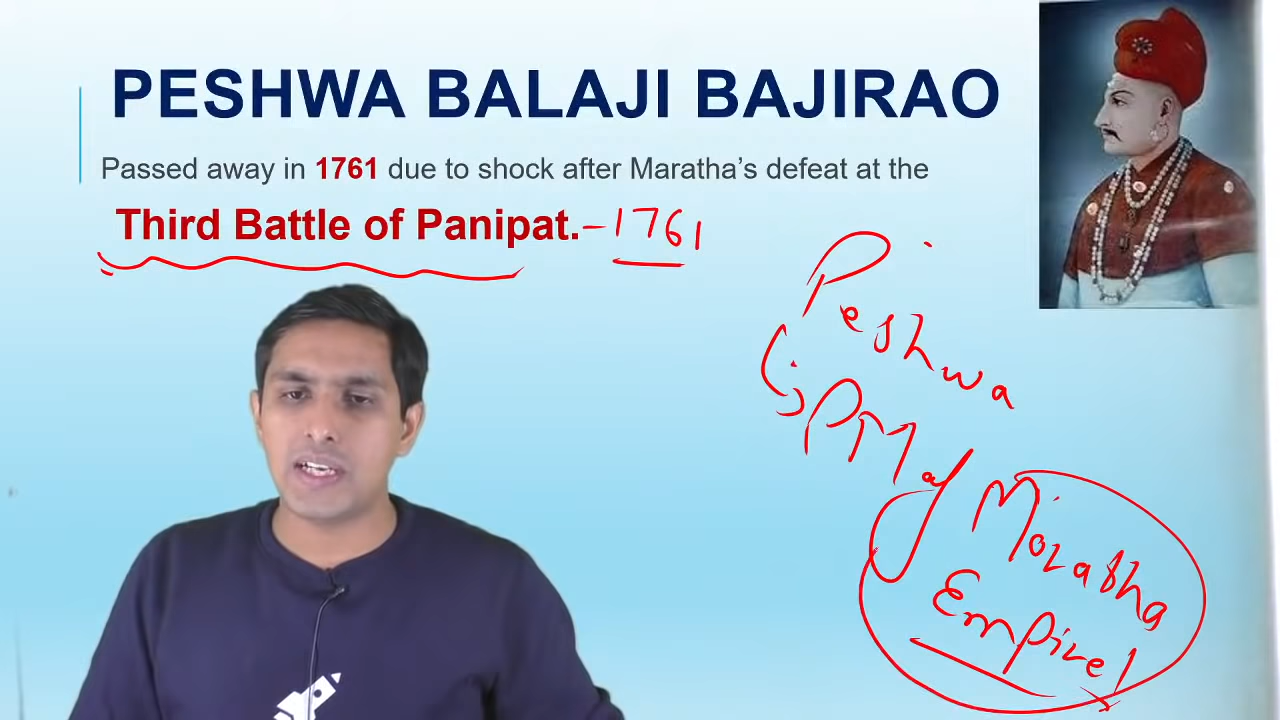 PESHWA BALAJI BAJIRAO
Passed away in 1761 due to shock after Maratha's defeat at the
Third Battle of Panipat. - 1761
Peshwa
PM of Maratha
Empire!